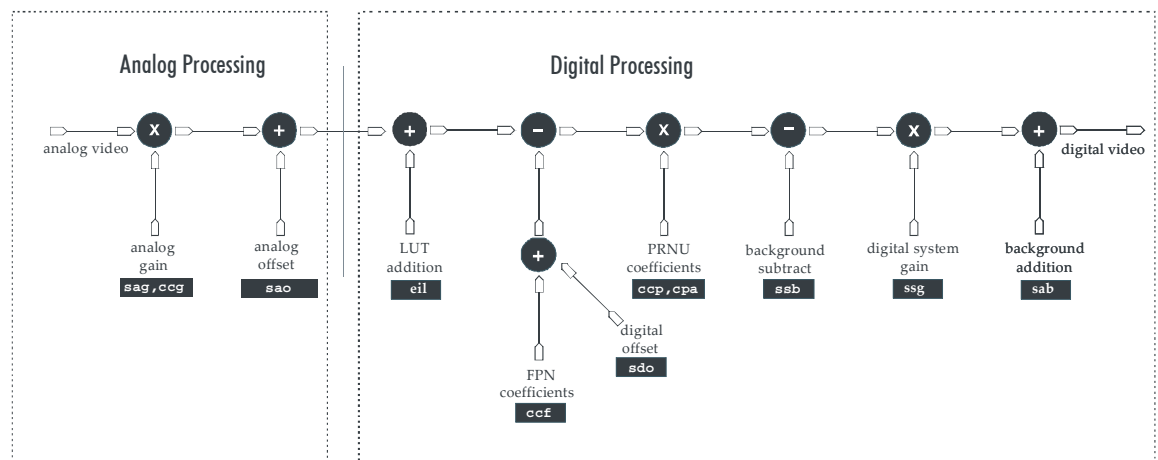 Analog Processing
Digital Processing
x
+
+
–
x
–
x
+
analog video
digital video
analog
gain
sag,ccg
analog
offset
sao
LUT
addition
eil
+
PRNU
coefficients
ccp,cpa
background
subtract
ssb
digital system
gain
ssg
background
addition
sab
digital
offset
sdo
FPN
coefficients
ccf